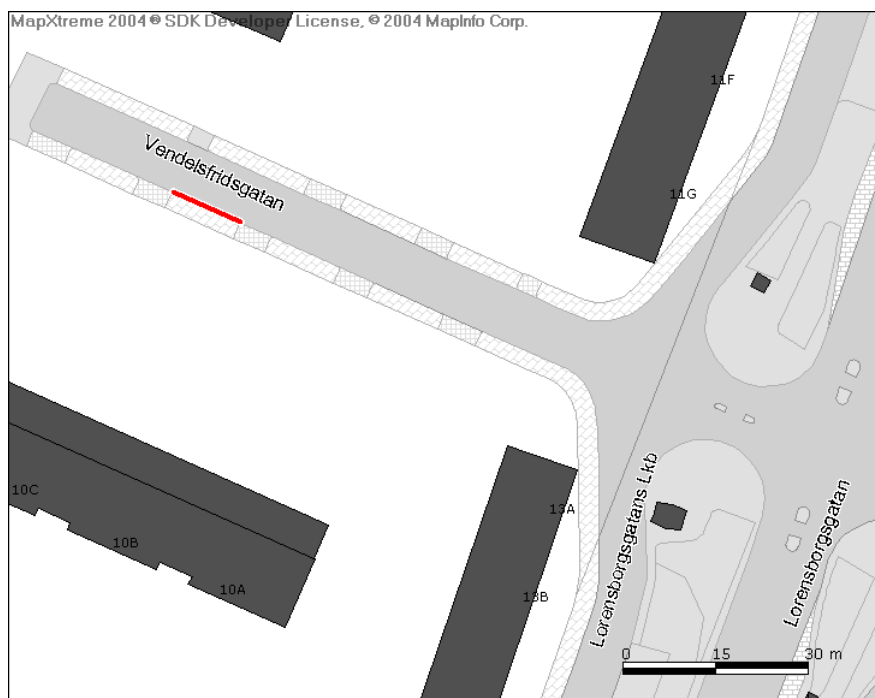 MapXtreme 2004 ® SDK Developer License, © 2004 MapInfo Corp.
11F
Vendelsfridsgatan
11G
10C
10B
10A
13A
13B
Lorensborgsgatans Lkb
Lorensborgsgatan
0 15 30 m